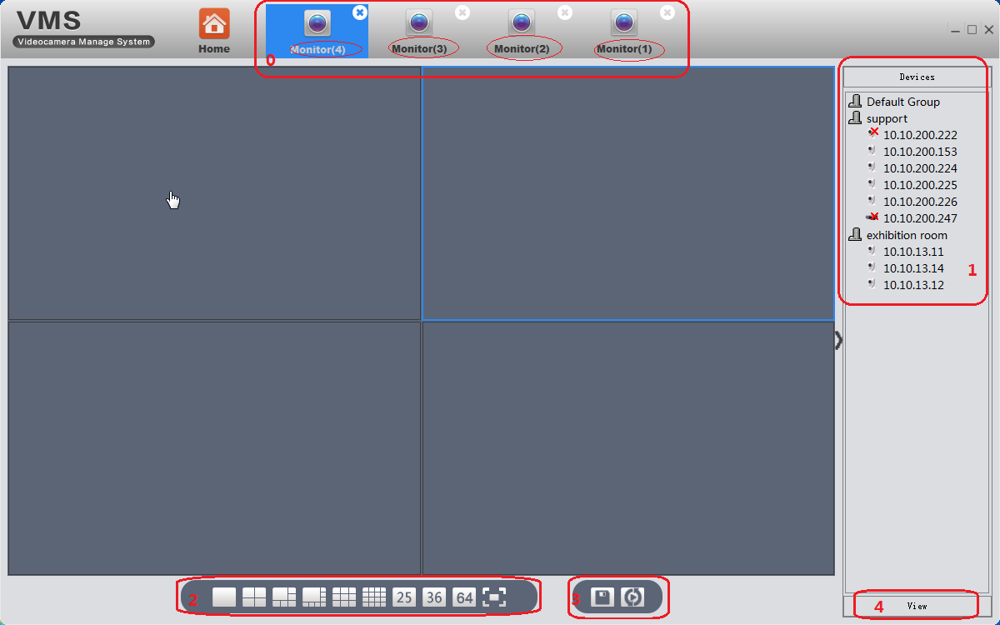 VMS
Videocamera Manage System
Home
Monitor(4)
Monitor(3)
Monitor(2)
Monitor(1)
0
Devices
Default Group
support
10.10.200.222
10.10.200.153
10.10.200.224
10.10.200.225
10.10.200.226
10.10.200.247
exhibition room
10.10.13.11
10.10.13.14
1
10.10.13.12
2
25
36
64
3
4
View